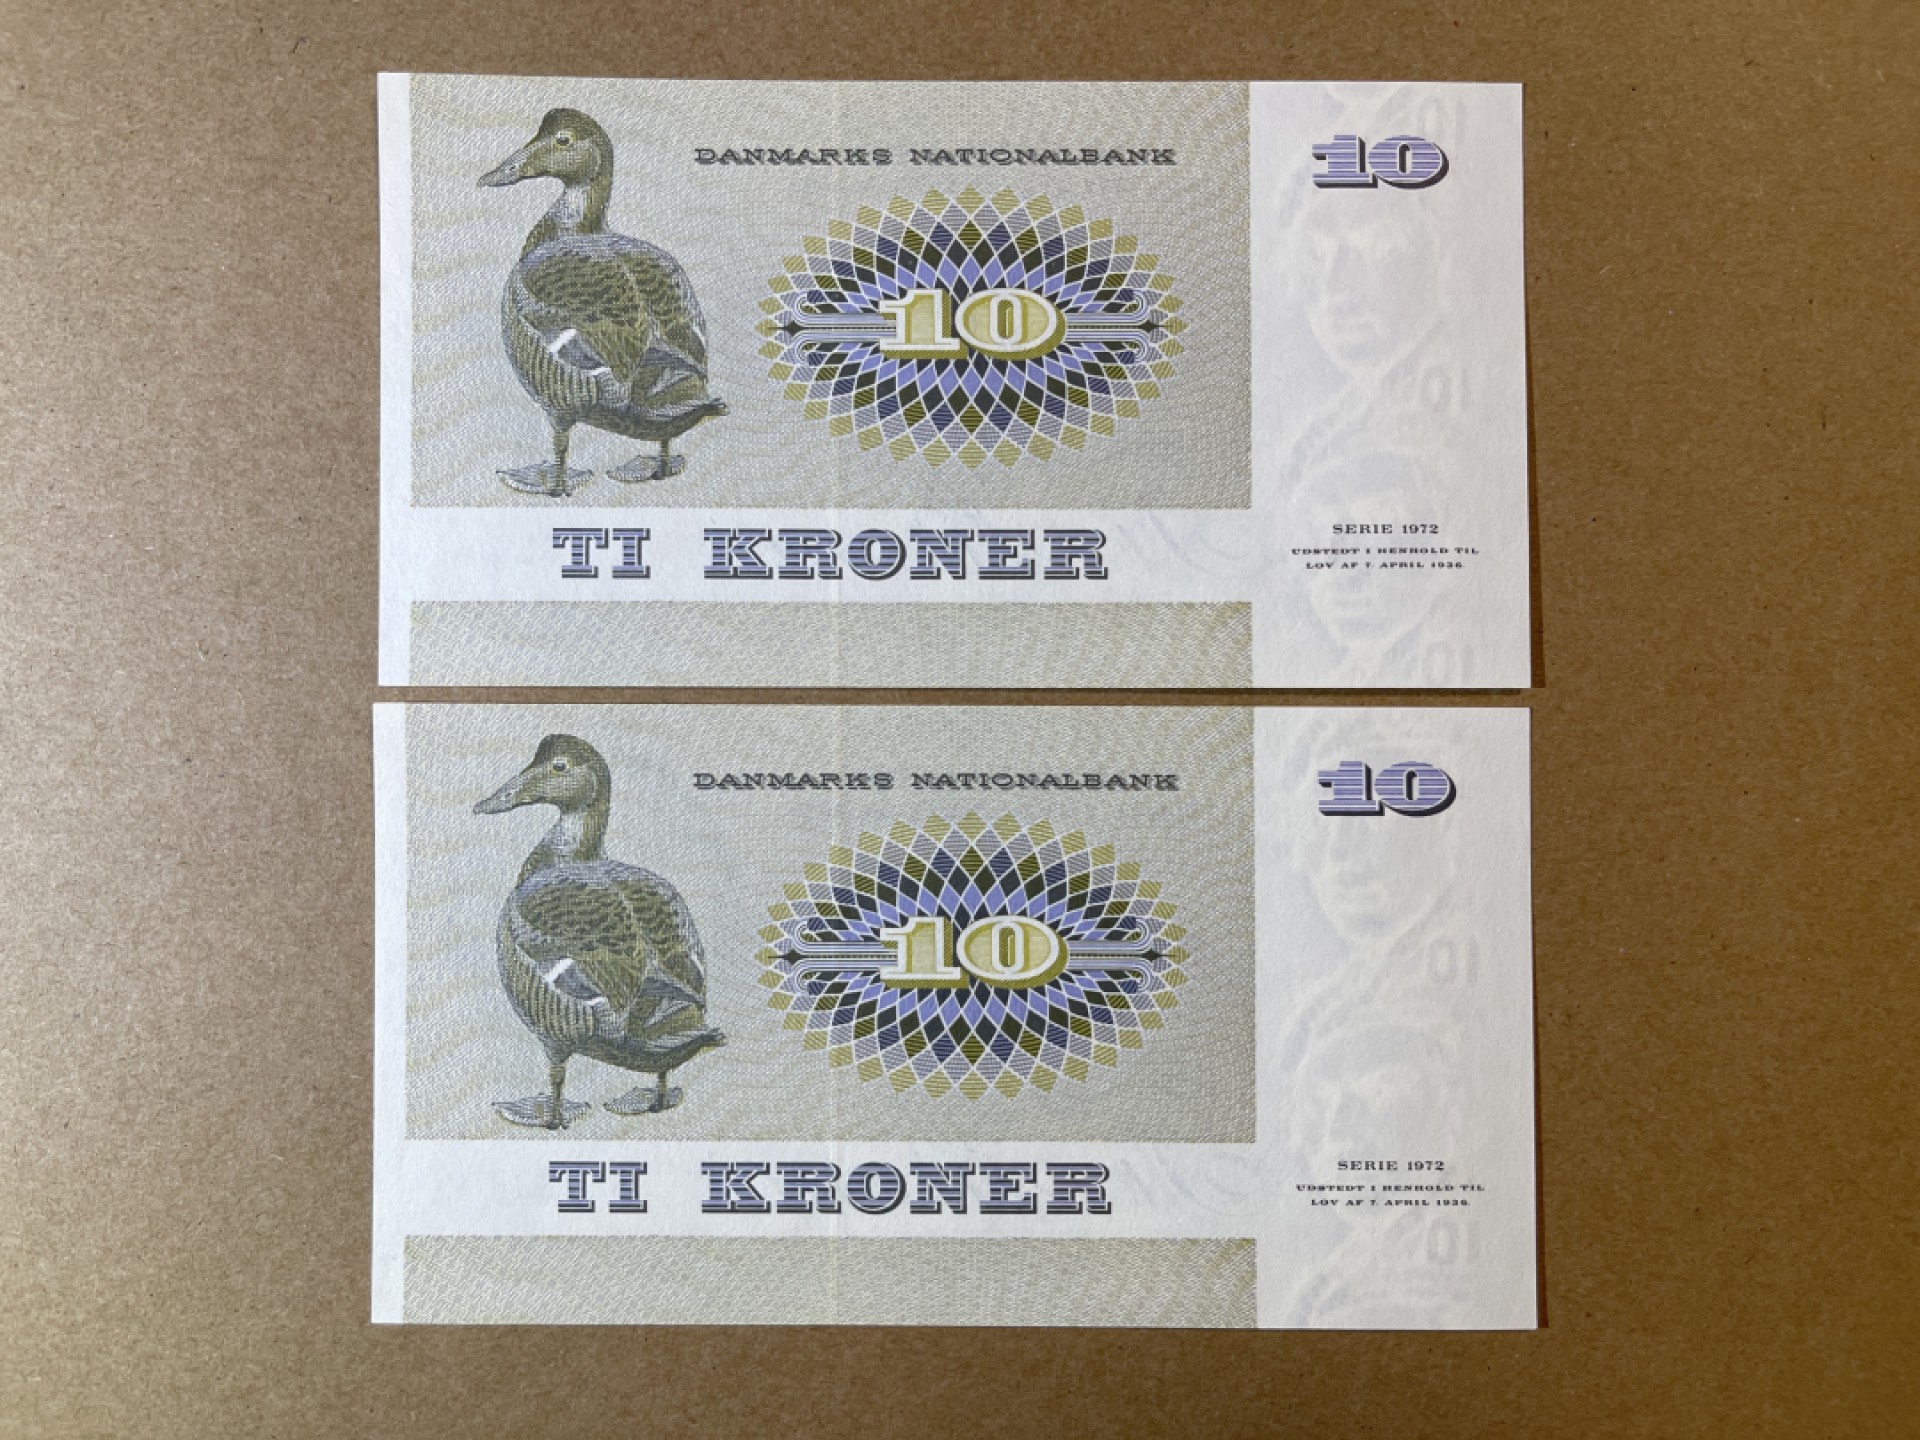 DANMARKS NATIONALBANK
10
10
TI KRONER
SERIE 1972
UDSTEDT I HENHOLD TIL
LOV AF 7. APRIL 1936.
DANMARKS NATIONALBANK
10
10
TI KRONER
SERIE 1972
UDSTEDT I HENHOLD TIL
LOV AF 7. APRIL 1936.